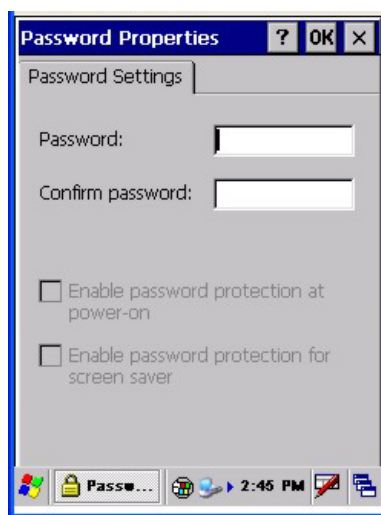 Password Properties ? OK ×
Password Settings
Password:
Confirm password:
Enable password protection at
power-on
Enable password protection for
screen saver
Passw... 2:45 PM